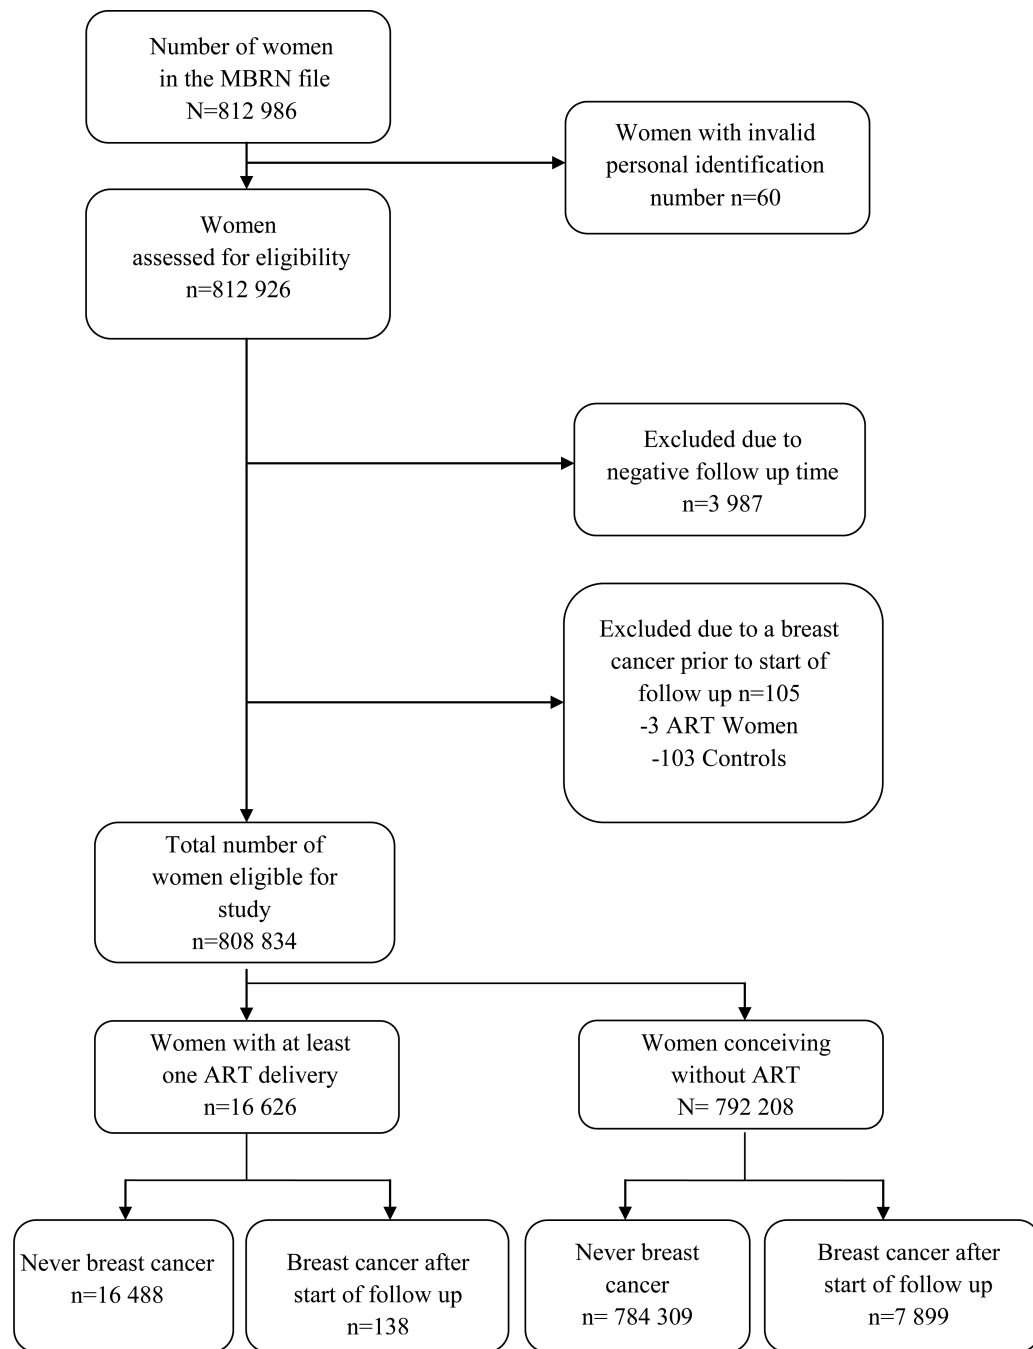 Number of women
in the MBRN file
N=812 986
Women with invalid
personal identification
number n=60
Women
assessed for eligibility
n=812 926
Excluded due to
negative follow up time
n=3 987
Excluded due to a breast
cancer prior to start of
follow up n=105
-3 ART Women
-103 Controls
Total number of
women eligible for
study
n=808 834
Women with at least
one ART delivery
n=16 626
Women conceiving
without ART
N= 792 208
Never breast cancer
n=16 488
Breast cancer after
start of follow up
n=138
Never breast
cancer
n= 784 309
Breast cancer after
start of follow up
n=7 899